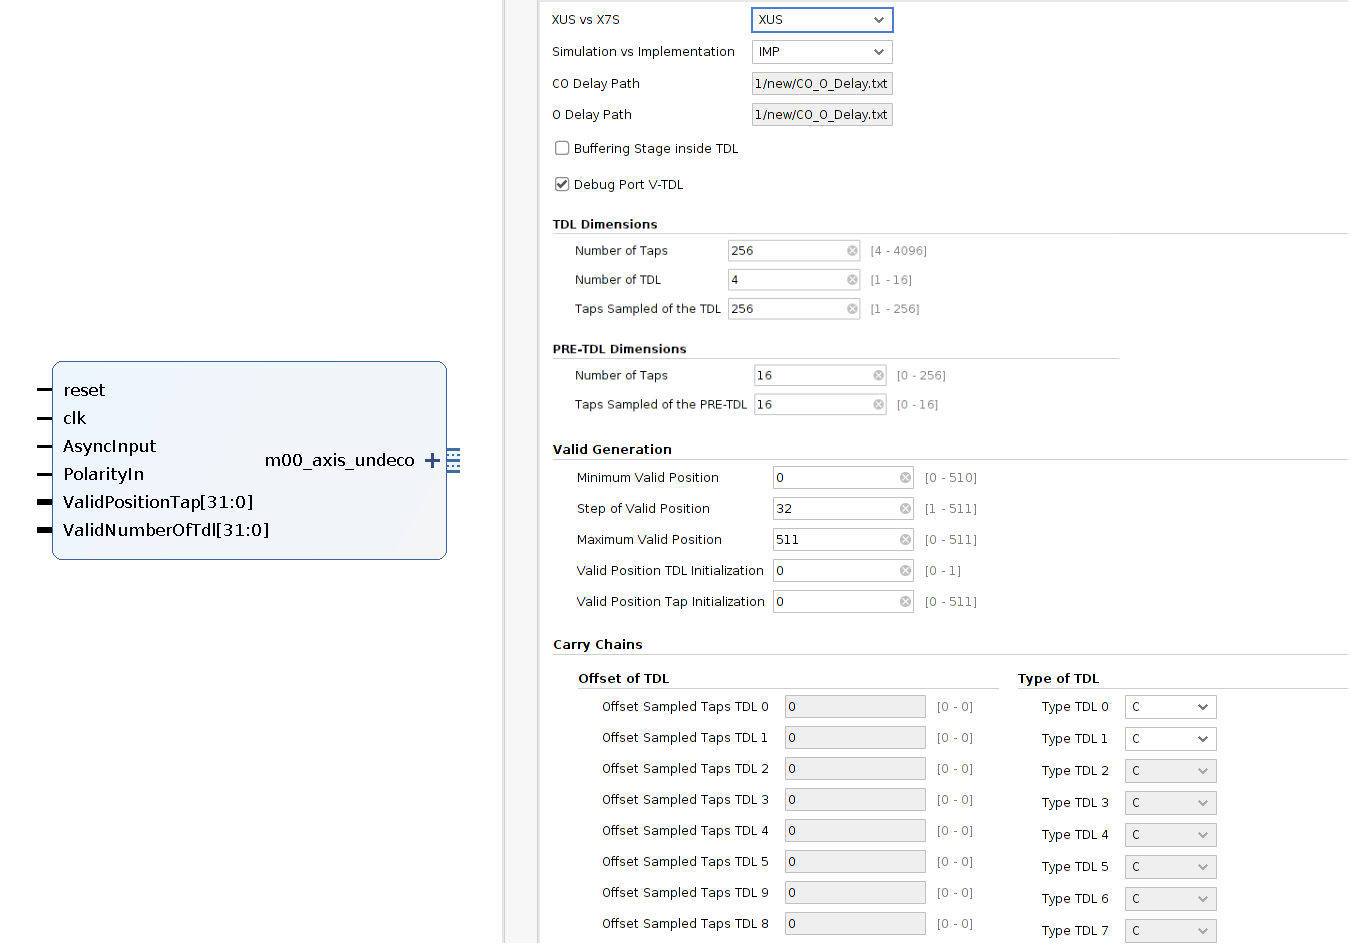 reset
clk
AsyncInput
PolarityIn
ValidPositionTap[31:0]
ValidNumberOfTdl[31:0]
m00_axis_undeco
XUS vs X7S XUS
Simulation vs Implementation IMP
CO Delay Path 1/new/CO_O_Delay.txt
O Delay Path 1/new/CO_O_Delay.txt
Buffering Stage inside TDL
Debug Port V-TDL
TDL Dimensions
Number of Taps 256 [4 - 4096]
Number of TDL 4 [1 - 16]
Taps Sampled of the TDL 256 [1 - 256]
PRE-TDL Dimensions
Number of Taps 16 [0 - 256]
Taps Sampled of the PRE-TDL 16 [0 - 16]
Valid Generation
Minimum Valid Position 0 [0 - 510]
Step of Valid Position 32 [1 - 511]
Maximum Valid Position 511 [0 - 511]
Valid Position TDL Initialization 0 [0 - 1]
Valid Position Tap Initialization 0 [0 - 511]
Carry Chains
Offset of TDL
Offset Sampled Taps TDL 0 0 [0 - 0]
Offset Sampled Taps TDL 1 0 [0 - 0]
Offset Sampled Taps TDL 2 0 [0 - 0]
Offset Sampled Taps TDL 3 0 [0 - 0]
Offset Sampled Taps TDL 4 0 [0 - 0]
Offset Sampled Taps TDL 5 0 [0 - 0]
Offset Sampled Taps TDL 9 0 [0 - 0]
Offset Sampled Taps TDL 8 0 [0 - 0]
Type of TDL
Type TDL 0 C
Type TDL 1 C
Type TDL 2 C
Type TDL 3 C
Type TDL 4 C
Type TDL 5 C
Type TDL 6 C
Type TDL 7 C